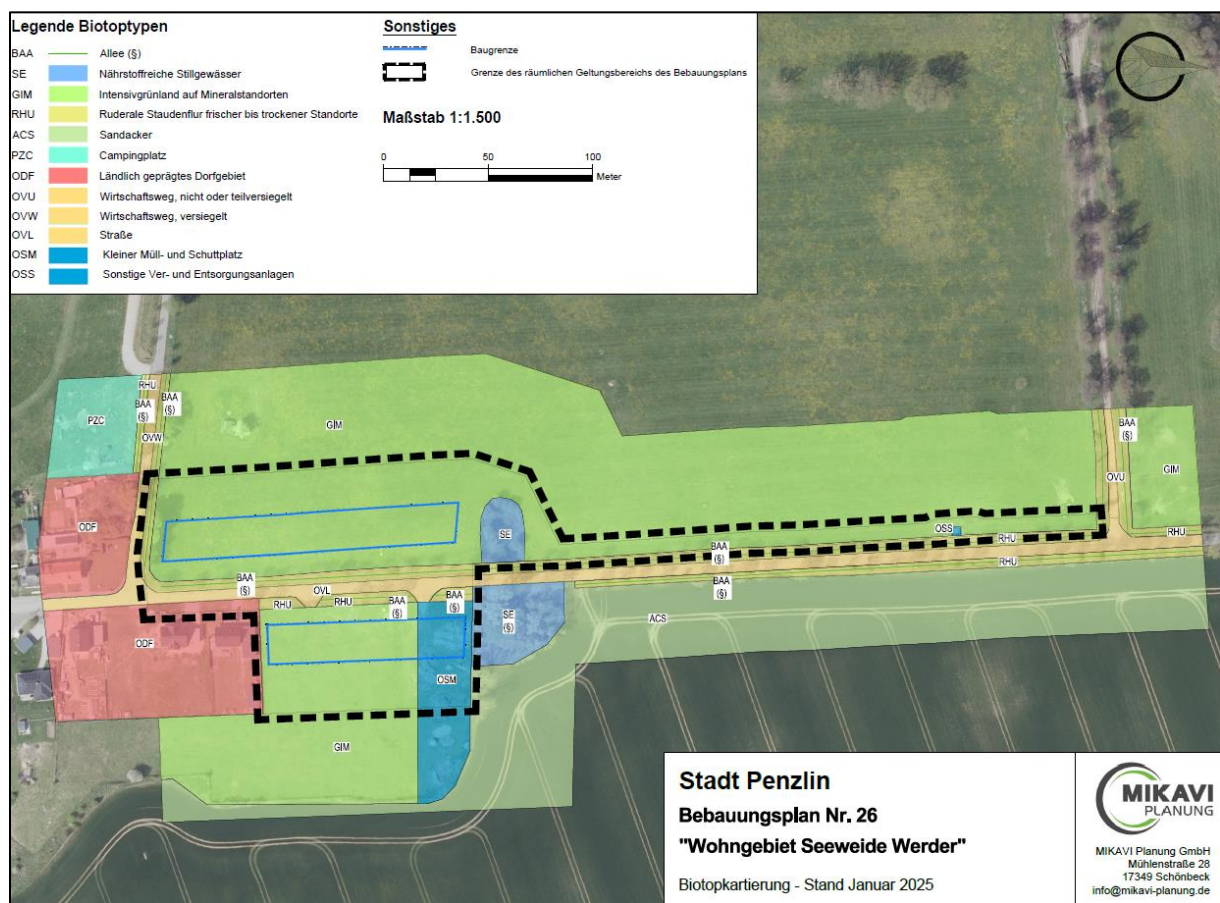 Legende Biotoptypen
BAA Allee (§)
SE Nährstoffreiche Stillgewässer
GIM Intensivgrünland auf Mineralstandorten
RHU Ruderale Staudenflur frischer bis trockener Standorte
ACS Sandacker
PZC Campingplatz
ODF Ländlich geprägtes Dorfgebiet
OVU Wirtschaftsweg, nicht oder teilversiegelt
OVW Wirtschaftsweg, versiegelt
OVL Straße
OSM Kleiner Müll- und Schuttplatz
OSS Sonstige Ver- und Entsorgungsanlagen
Sonstiges
Baugrenze
Grenze des räumlichen Geltungsbereichs des Bebauungsplans
Maßstab 1:1.500
0 50 100
Meter
RHU
BAA
(§)
BAA
(§)
PZC
OVW
GIM
BAA
(§)
GIM
OVU
ODF
SE
OSS
RHU
RHU
BAA
(§)
RHU
BAA
(§)
OVL
BAA
(§)
RHU
RHU
BAA
(§)
BAA
(§)
SE
(§)
ACS
ODF
OSM
GIM
Stadt Penzlin
Bebauungsplan Nr. 26
"Wohngebiet Seeweide Werder"
Biotopkartierung - Stand Januar 2025
MIKAVI
PLANUNG
MIKAVI Planung GmbH
Mühlenstraße 28
17349 Schönbeck
info@mikavi-planung.de